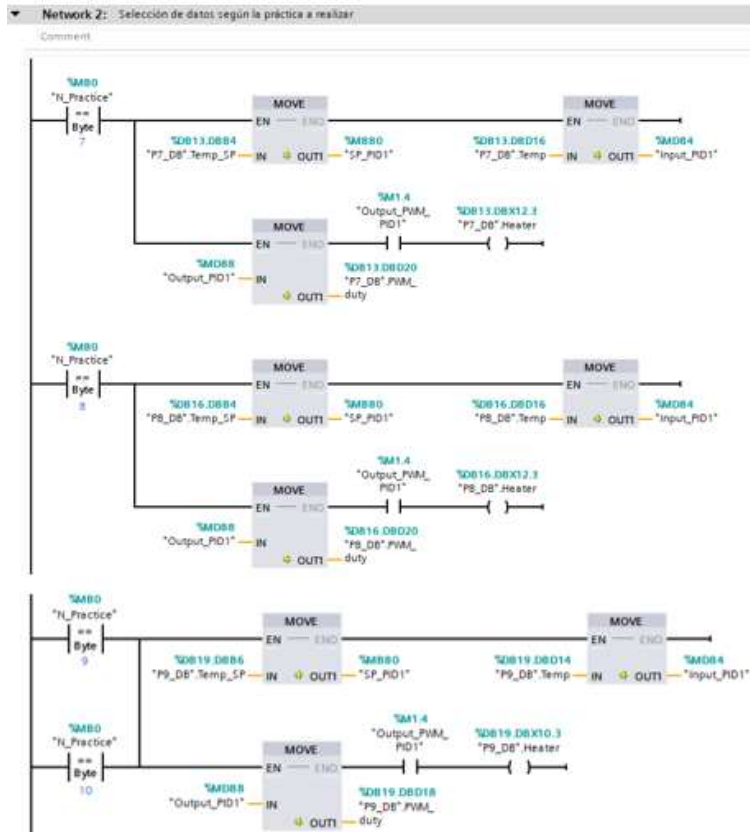 Network 2: Selección de datos según la práctica a realizar
Comment
%MB0
"N_Practice"
==
Byte
7
MOVE
EN ENO
%DB13.DBB4
"P7_DB".Temp_SP
IN OUT1
%MB80
"SP_PID1"
MOVE
EN ENO
%DB13.DBD16
"P7_DB".Temp
IN OUT1
%MD84
"Input_PID1"
MOVE
EN ENO
%MD88
"Output_PID1"
IN
OUT1
%DB13.DBD20
"P7_DB".PWM_
duty
%M1.4
"Output_PWM_
PID1"
%DB13.DBX12.3
"P7_DB".Heater
%MB0
"N_Practice"
==
Byte
8
MOVE
EN ENO
%DB16.DBB4
"P8_DB".Temp_SP
IN OUT1
%MB80
"SP_PID1"
MOVE
EN ENO
%DB16.DBD16
"P8_DB".Temp
IN OUT1
%MD84
"Input_PID1"
MOVE
EN ENO
%MD88
"Output_PID1"
IN
OUT1
%DB16.DBD20
"P8_DB".PWM_
duty
%M1.4
"Output_PWM_
PID1"
%DB16.DBX12.3
"P8_DB".Heater
%MB0
"N_Practice"
==
Byte
9
MOVE
EN ENO
%DB19.DBB6
"P9_DB".Temp_SP
IN OUT1
%MB80
"SP_PID1"
MOVE
EN ENO
%DB19.DBD14
"P9_DB".Temp
IN OUT1
%MD84
"Input_PID1"
%MB0
"N_Practice"
==
Byte
10
MOVE
EN ENO
%MD88
"Output_PID1"
IN
OUT1
%DB19.DBD18
"P9_DB".PWM_
duty
%M1.4
"Output_PWM_
PID1"
%DB19.DBX10.3
"P9_DB".Heater